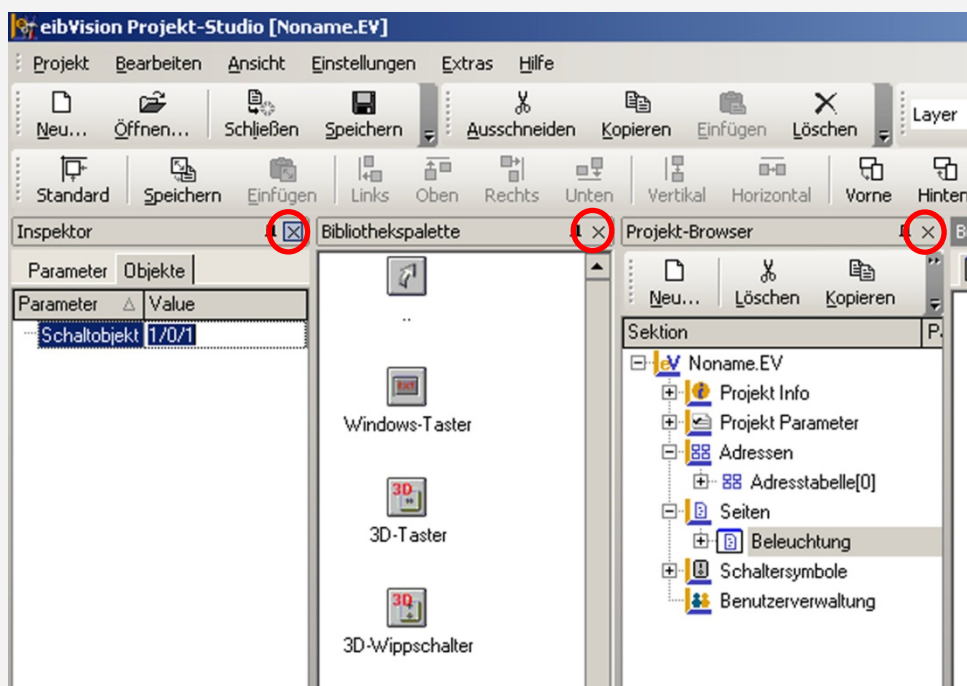 eibVision Projekt-Studio [Noname.EV]
Projekt Bearbeiten Ansicht Einstellungen Extras Hilfe
Neu... Öffnen... Schließen Speichern Ausschneiden Kopieren Einfügen Löschen Layer
Standard Speichern Einfügen Links Oben Rechts Unten Vertikal Horizontal Vorne Hinten
Inspektor Bibliothekspalette Projekt-Browser
Parameter Objekte
Parameter Value
Schaltobjekt 1/0/1
..
Windows-Taster
3D-Taster
3D-Wippschalter
Neu... Löschen Kopieren
Sektion
Noname.EV
Projekt Info
Projekt Parameter
Adressen
Adresstabelle[0]
Seiten
Beleuchtung
Schaltersymbole
Benutzerverwaltung